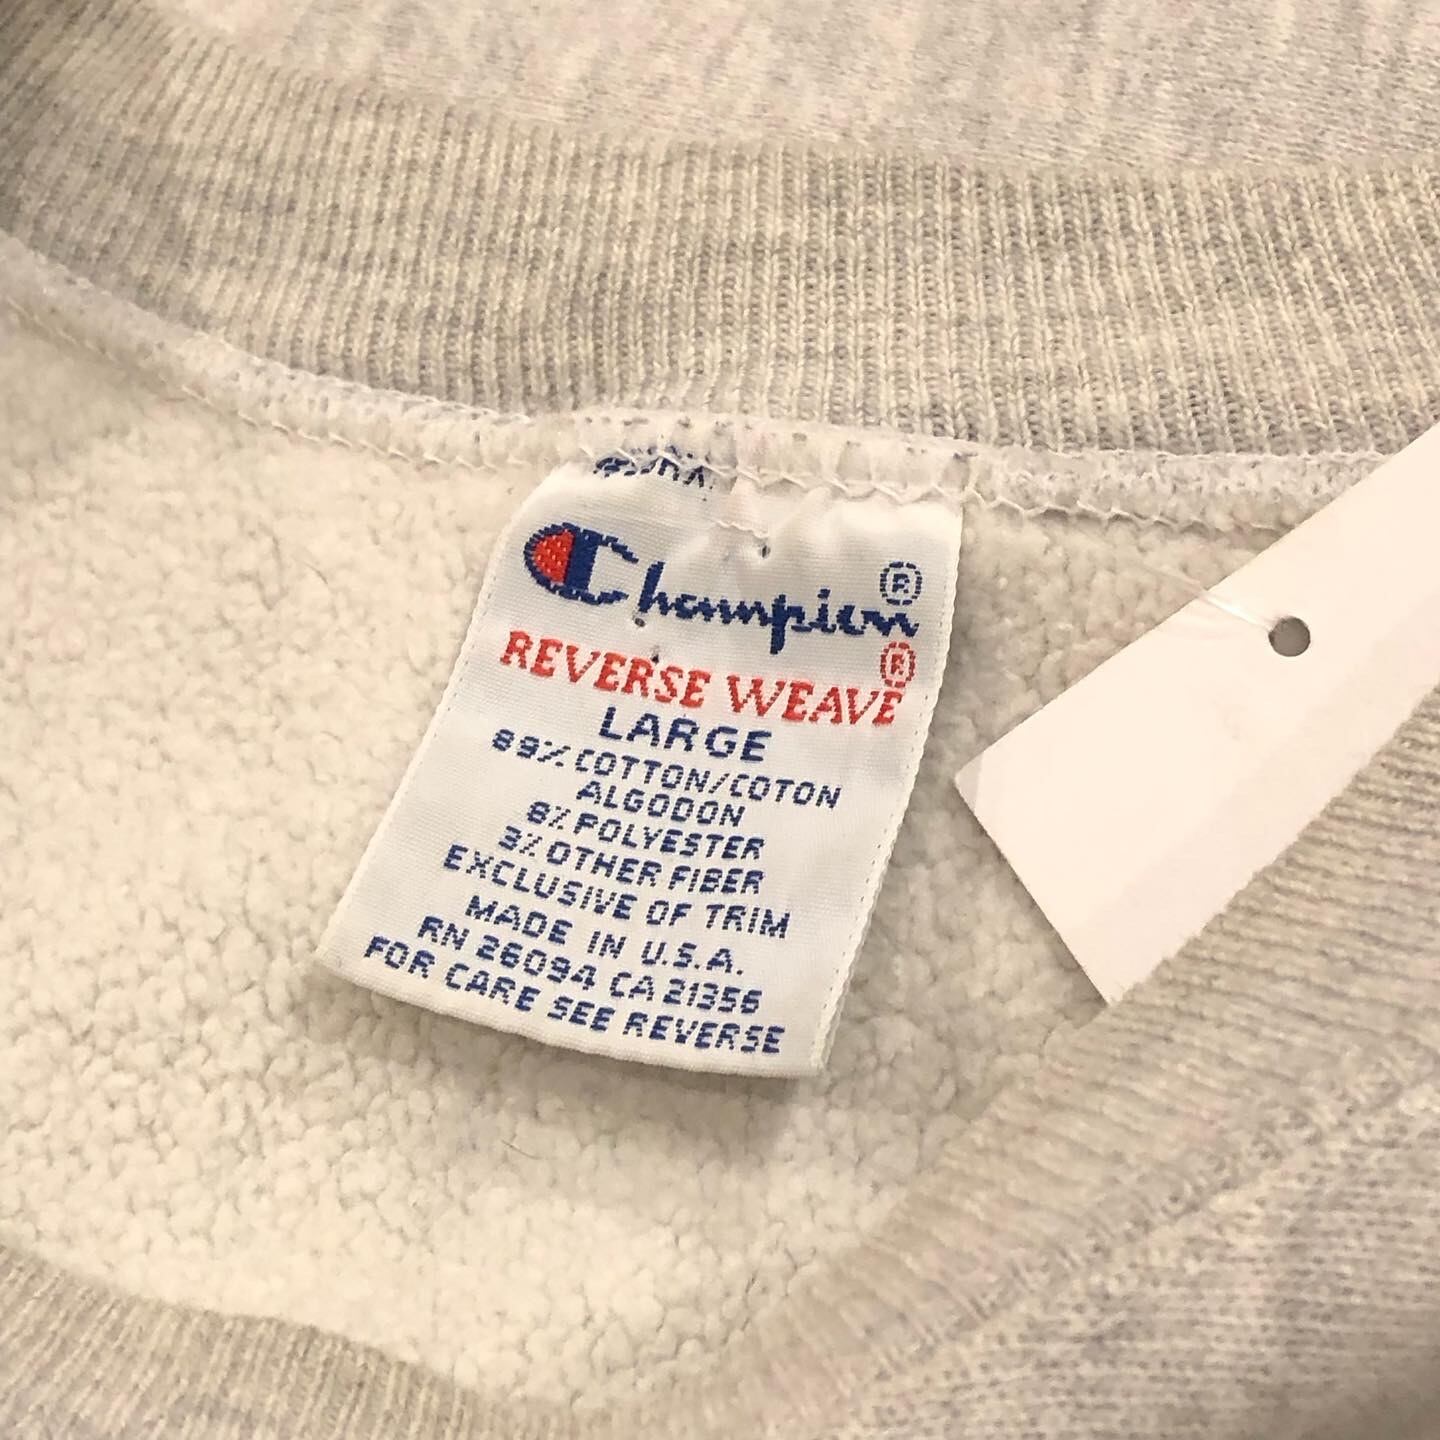 Champion®
REVERSE WEAVE®
LARGE
89% COTTON/COTON
ALGODON
8% POLYESTER
3% OTHER FIBER
EXCLUSIVE OF TRIM
MADE IN U.S.A.
RN 26094 CA 21356
FOR CARE SEE REVERSE